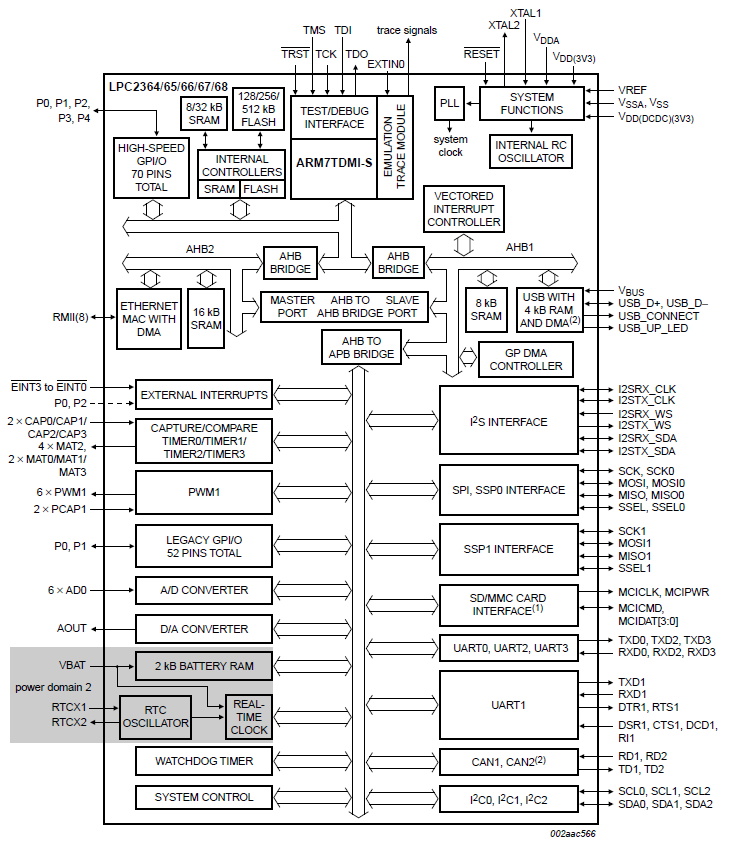 XTAL1
TMS TDI trace signals XTAL2
VDDA
TRST TCK TDO RESET VDD(3V3)
EXTIN0
LPC2364/65/66/67/68
P0, P1, P2,
P3, P4
8/32 kB
SRAM
128/256/
512 kB
FLASH
TEST/DEBUG
INTERFACE
ARM7TDMI-S
EMULATION
TRACE MODULE
PLL
system
clock
SYSTEM
FUNCTIONS
VREF
VSSA, VSS
VDD(DCDC)(3V3)
INTERNAL RC
OSCILLATOR
HIGH-SPEED
GPI/O
70 PINS
TOTAL
INTERNAL
CONTROLLERS
SRAM FLASH
VECTORED
INTERRUPT
CONTROLLER
AHB2
AHB
BRIDGE
AHB
BRIDGE
AHB1
RMII(8)
ETHERNET
MAC WITH
DMA
16 kB
SRAM
MASTER
PORT
AHB TO
AHB BRIDGE
SLAVE
PORT
8 kB
SRAM
USB WITH
4 kB RAM
AND DMA(2)
VBUS
USB_D+, USB_D−
USB_CONNECT
USB_UP_LED
AHB TO
APB BRIDGE
GP DMA
CONTROLLER
EINT3 to EINT0
P0, P2
EXTERNAL INTERRUPTS
2 × CAP0/CAP1/
CAP2/CAP3
4 × MAT2,
2 × MAT0/MAT1/
MAT3
CAPTURE/COMPARE
TIMER0/TIMER1/
TIMER2/TIMER3
I2S INTERFACE
I2SRX_CLK
I2STX_CLK
I2SRX_WS
I2STX_WS
I2SRX_SDA
I2STX_SDA
6 × PWM1
2 × PCAP1
PWM1
SPI, SSP0 INTERFACE
SCK, SCK0
MOSI, MOSI0
MISO, MISO0
SSEL, SSEL0
P0, P1
LEGACY GPI/O
52 PINS TOTAL
SSP1 INTERFACE
SCK1
MOSI1
MISO1
SSEL1
6 × AD0
A/D CONVERTER
SD/MMC CARD
INTERFACE(1)
MCICLK, MCIPWR
MCICMD,
MCIDAT[3:0]
AOUT
D/A CONVERTER
UART0, UART2, UART3
TXD0, TXD2, TXD3
RXD0, RXD2, RXD3
VBAT
2 kB BATTERY RAM
power domain 2
RTCX1
RTCX2
RTC
OSCILLATOR
REAL-
TIME
CLOCK
UART1
TXD1
RXD1
DTR1, RTS1
DSR1, CTS1, DCD1,
RI1
WATCHDOG TIMER
CAN1, CAN2(2)
RD1, RD2
TD1, TD2
SYSTEM CONTROL
I2C0, I2C1, I2C2
SCL0, SCL1, SCL2
SDA0, SDA1, SDA2
002aac566